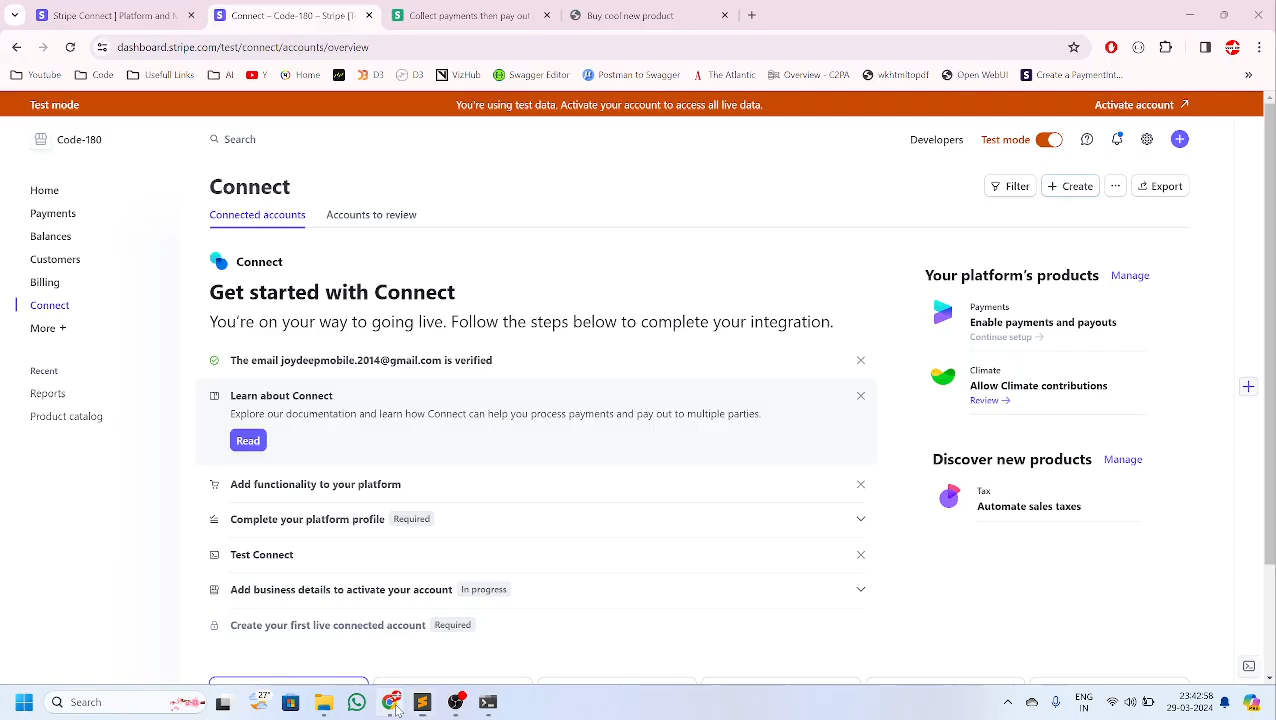 Stripe Connect | Platform and M
Connect – Code-180 – Stripe [T
Collect payments then pay out
Buy cool new product
dashboard.stripe.com/test/connect/accounts/overview
Youtube
Code
Usefull Links
AI
Y
Home
D3
D3
VizHub
Swagger Editor
Postman to Swagger
The Atlantic
Overview - C2PA
wkhtmltopdf
Open WebUI
Create a PaymentInt...
Test mode
You're using test data. Activate your account to access all live data.
Activate account
Code-180
Search
Developers
Test mode
Home
Payments
Balances
Customers
Billing
Connect
More +
Recent
Reports
Product catalog
Connect
Filter
Create
Export
Connected accounts
Accounts to review
Connect
Get started with Connect
You're on your way to going live. Follow the steps below to complete your integration.
The email joydeepmobile.2014@gmail.com is verified
Learn about Connect
Explore our documentation and learn how Connect can help you process payments and pay out to multiple parties.
Read
Add functionality to your platform
Complete your platform profile Required
Test Connect
Add business details to activate your account In progress
Create your first live connected account Required
Your platform's products Manage
Payments
Enable payments and payouts
Continue setup →
Climate
Allow Climate contributions
Review →
Discover new products Manage
Tax
Automate sales taxes
Search
27°
ENG
IN
23:42:58
29-03-2024